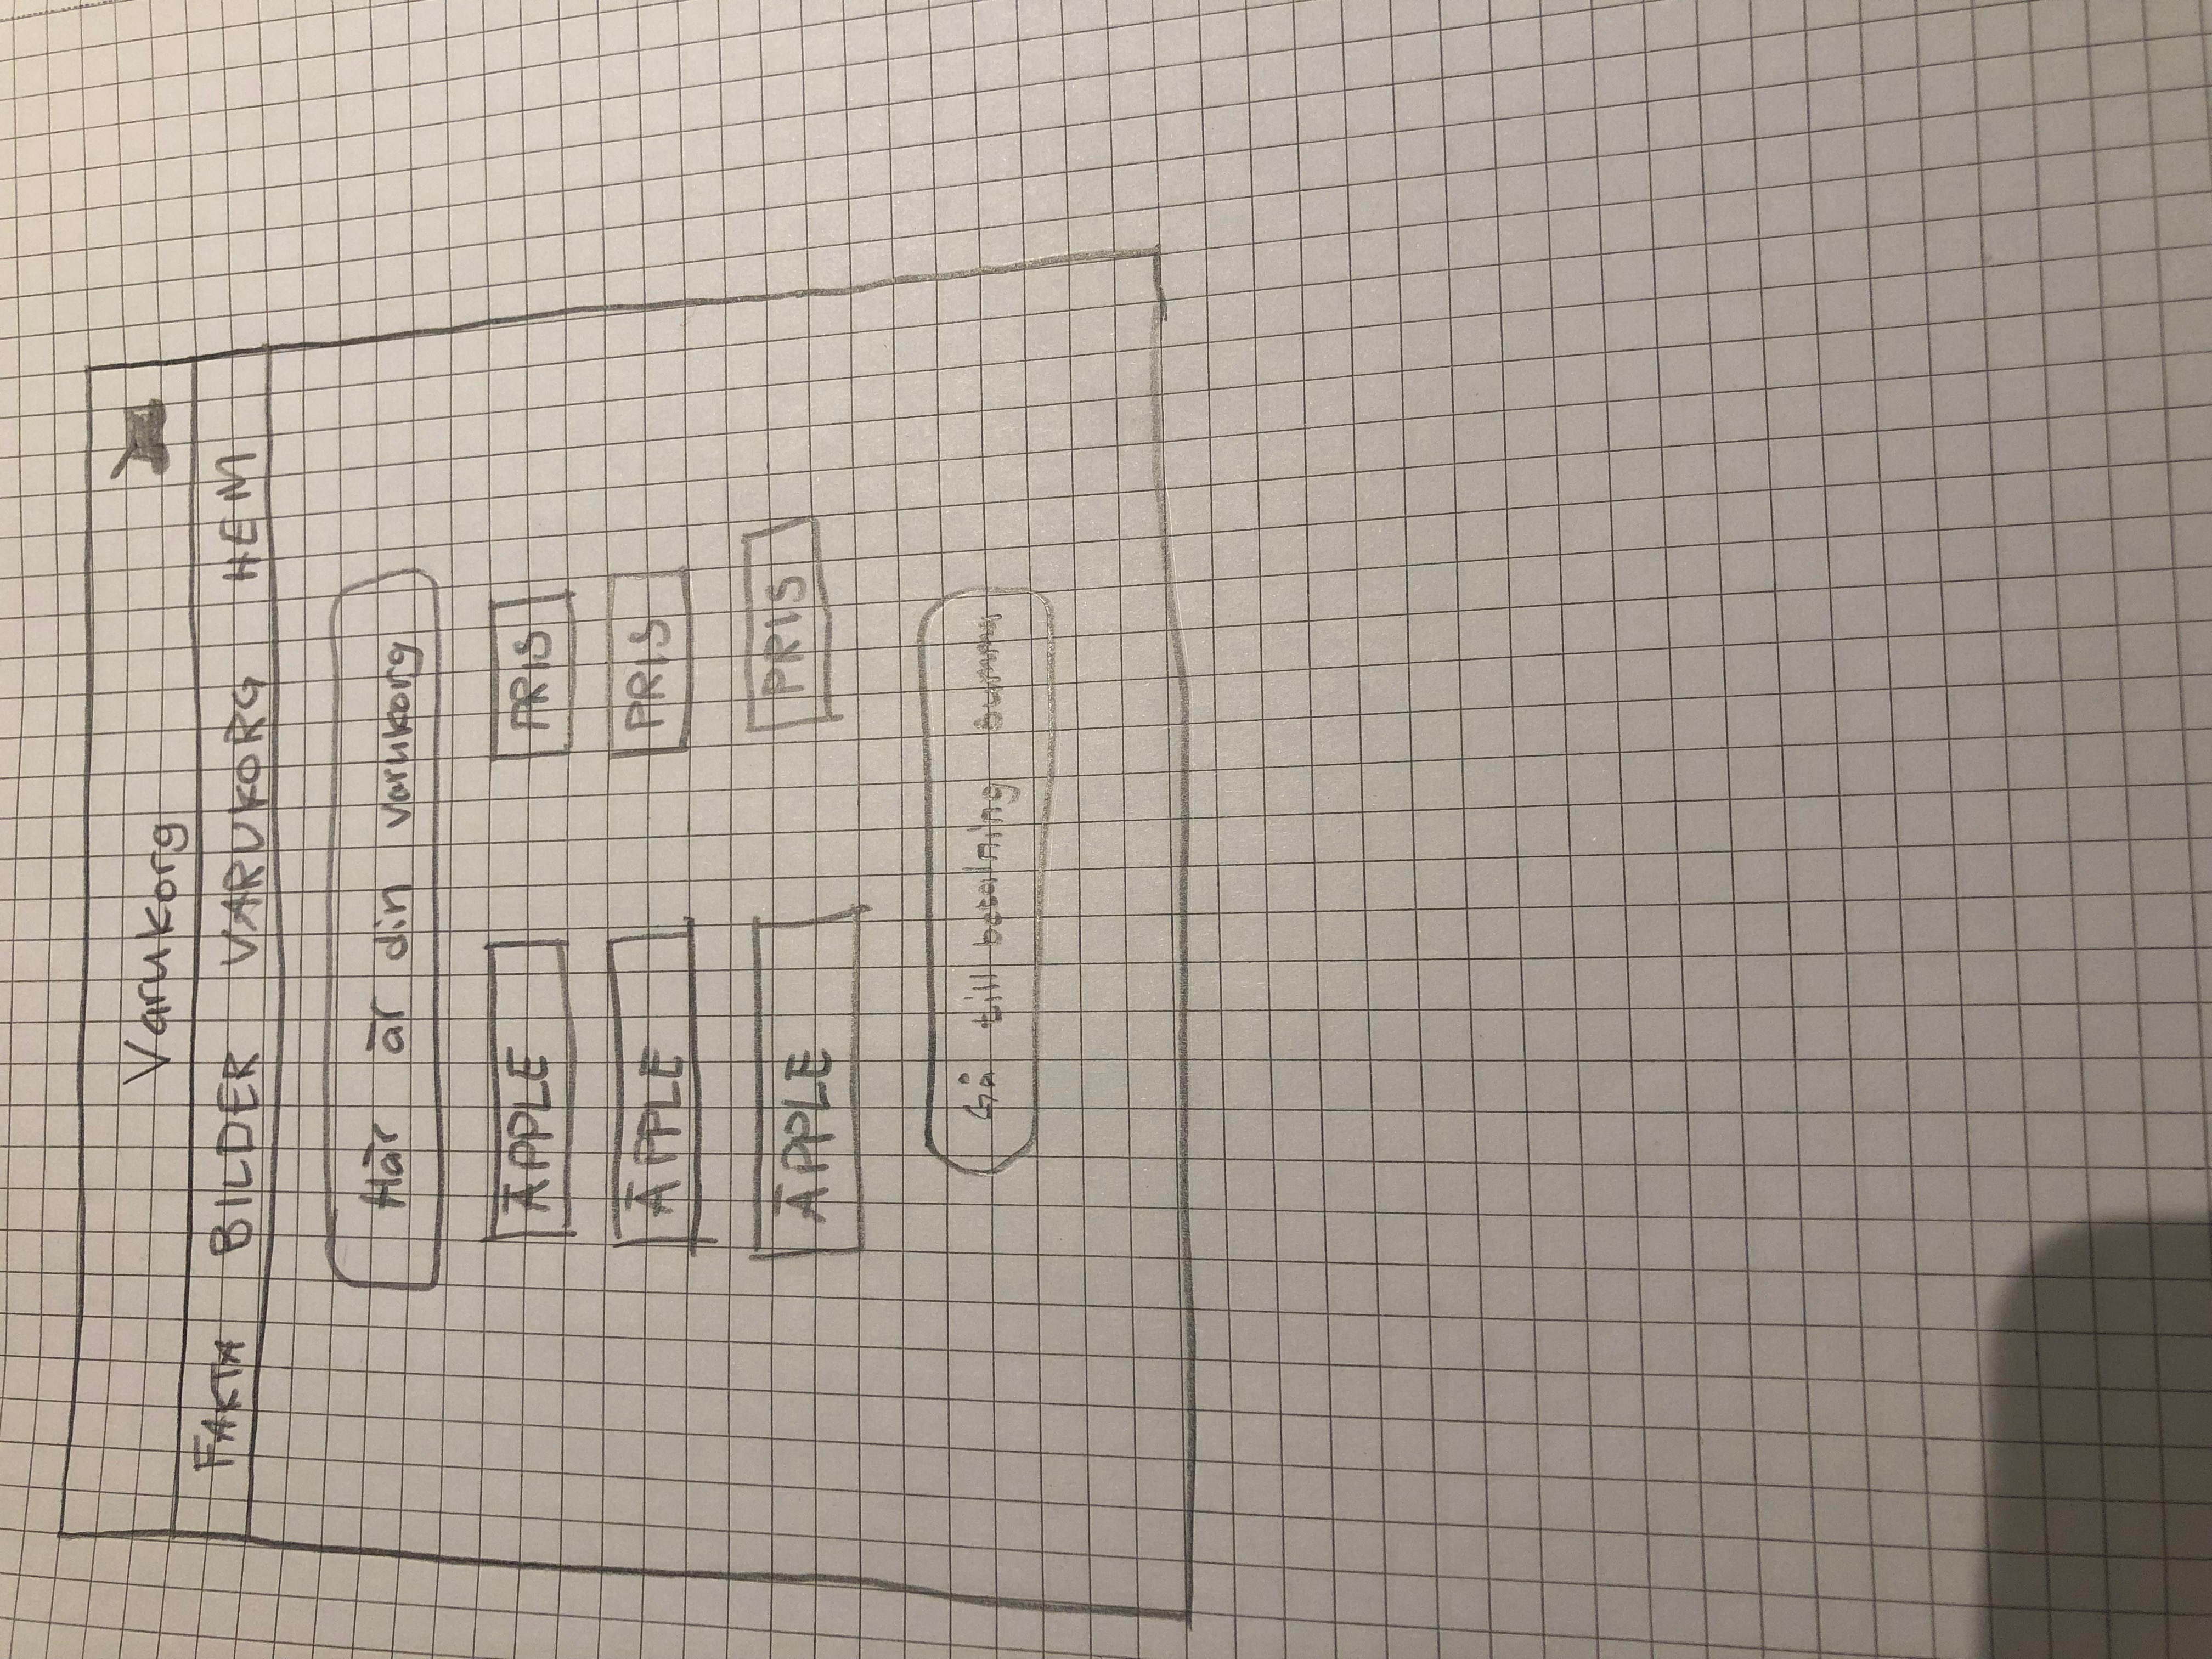 Varukorg
FAKTA BILDER VARUKORG HEM
Här är din varukorg
ÄPPLE PRIS
ÄPPLE PRIS
ÄPPLE PRIS
Gå till betalning summa